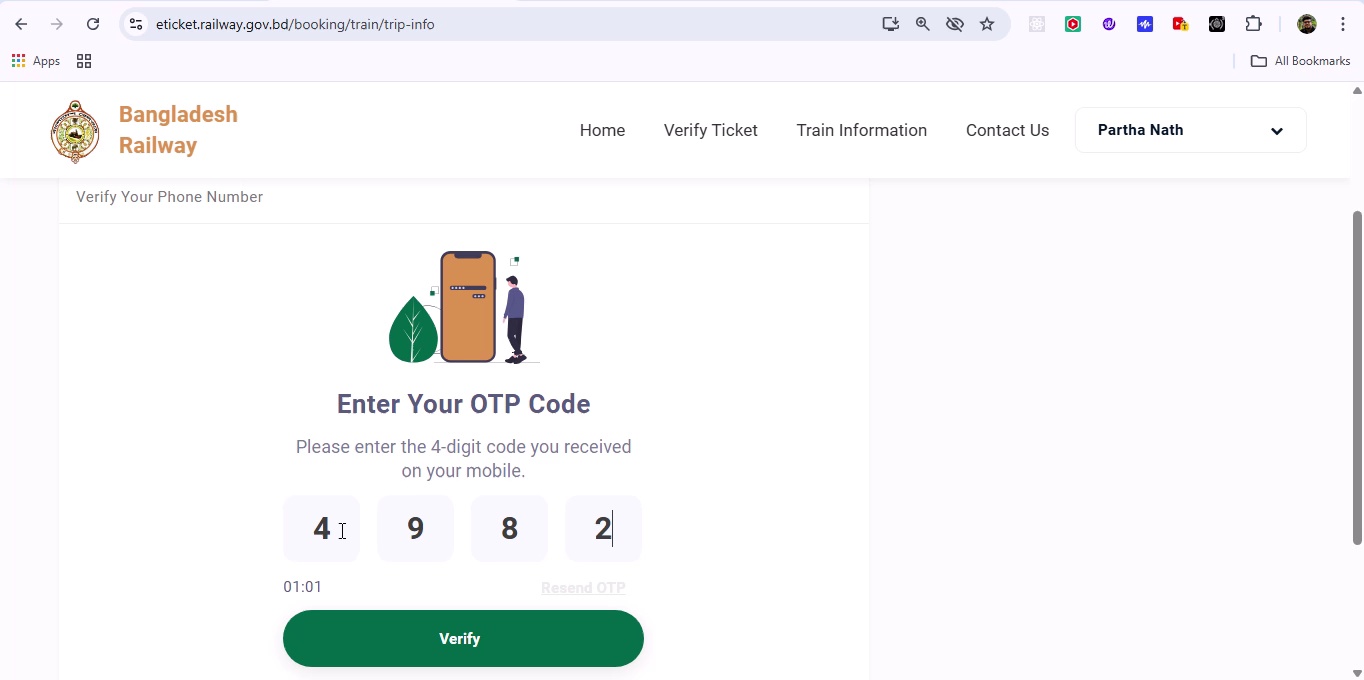 eticket.railway.gov.bd/booking/train/trip-info
Apps
All Bookmarks
Bangladesh
Railway
Home
Verify Ticket
Train Information
Contact Us
Partha Nath
Verify Your Phone Number
Enter Your OTP Code
Please enter the 4-digit code you received
on your mobile.
4 9 8 2
01:01
Resend OTP
Verify